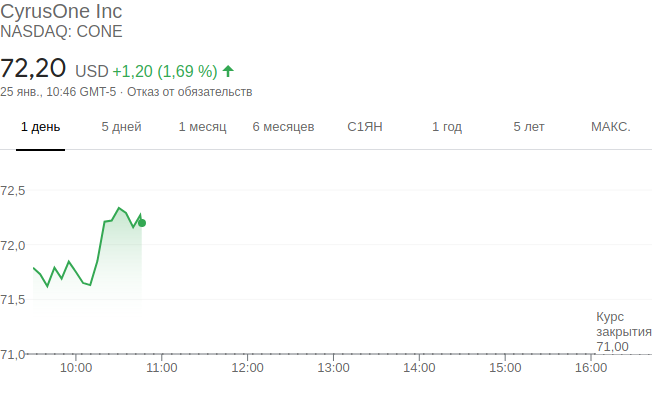 CyrusOne Inc
NASDAQ: CONE
72,20 USD +1,20 (1,69 %)
25 янв., 10:46 GMT-5 · Отказ от обязательств
1 день 5 дней 1 месяц 6 месяцев С1ЯН 1 год 5 лет МАКС.
72,5
72,0
71,5
Курс
закрытия
71,00
71,0
10:00 11:00 12:00 13:00 14:00 15:00 16:00